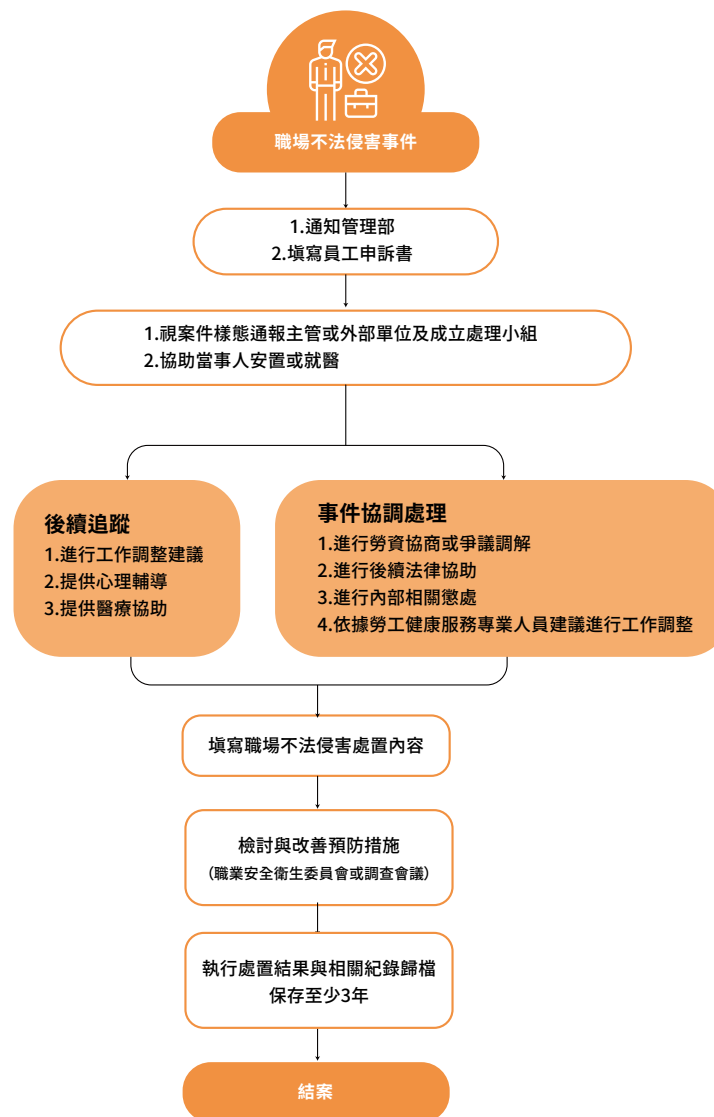 職場不法侵害事件
1.通知管理部
2.填寫員工申訴書
1.視案件樣態通報主管或外部單位及成立處理小組
2.協助當事人安置或就醫
後續追蹤
1.進行工作調整建議
2.提供心理輔導
3.提供醫療協助
事件協調處理
1.進行勞資協商或爭議調解
2.進行後續法律協助
3.進行內部相關懲處
4.依據勞工健康服務專業人員建議進行工作調整
填寫職場不法侵害處置內容
檢討與改善預防措施
(職業安全衛生委員會或調查會議)
執行處置結果與相關紀錄歸檔
保存至少3年
結案